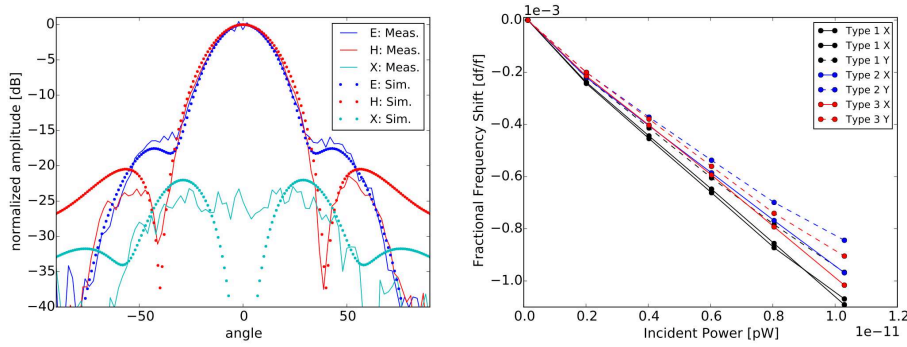 0
−5
−10
−15
−20
−25
−30
−35
−40
normalized amplitude [dB]
−50
0
50
angle
E: Meas.
H: Meas.
X: Meas.
E: Sim.
H: Sim.
X: Sim.
1e−3
0.0
−0.2
−0.4
−0.6
−0.8
−1.0
Fractional Frequency Shift [df/f]
0.0
0.2
0.4
0.6
0.8
1.0
1.2
1e−11
Incident Power [pW]
Type 1 X
Type 1 X
Type 1 Y
Type 2 X
Type 2 Y
Type 3 X
Type 3 Y